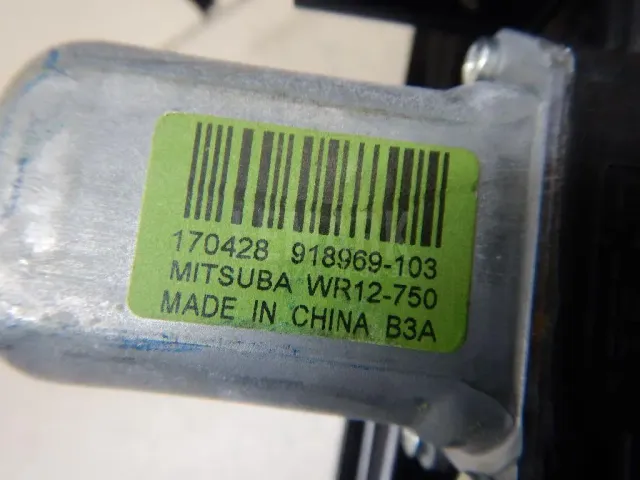 170428 918969-103
MITSUBA WR12-750
MADE IN CHINA B3A